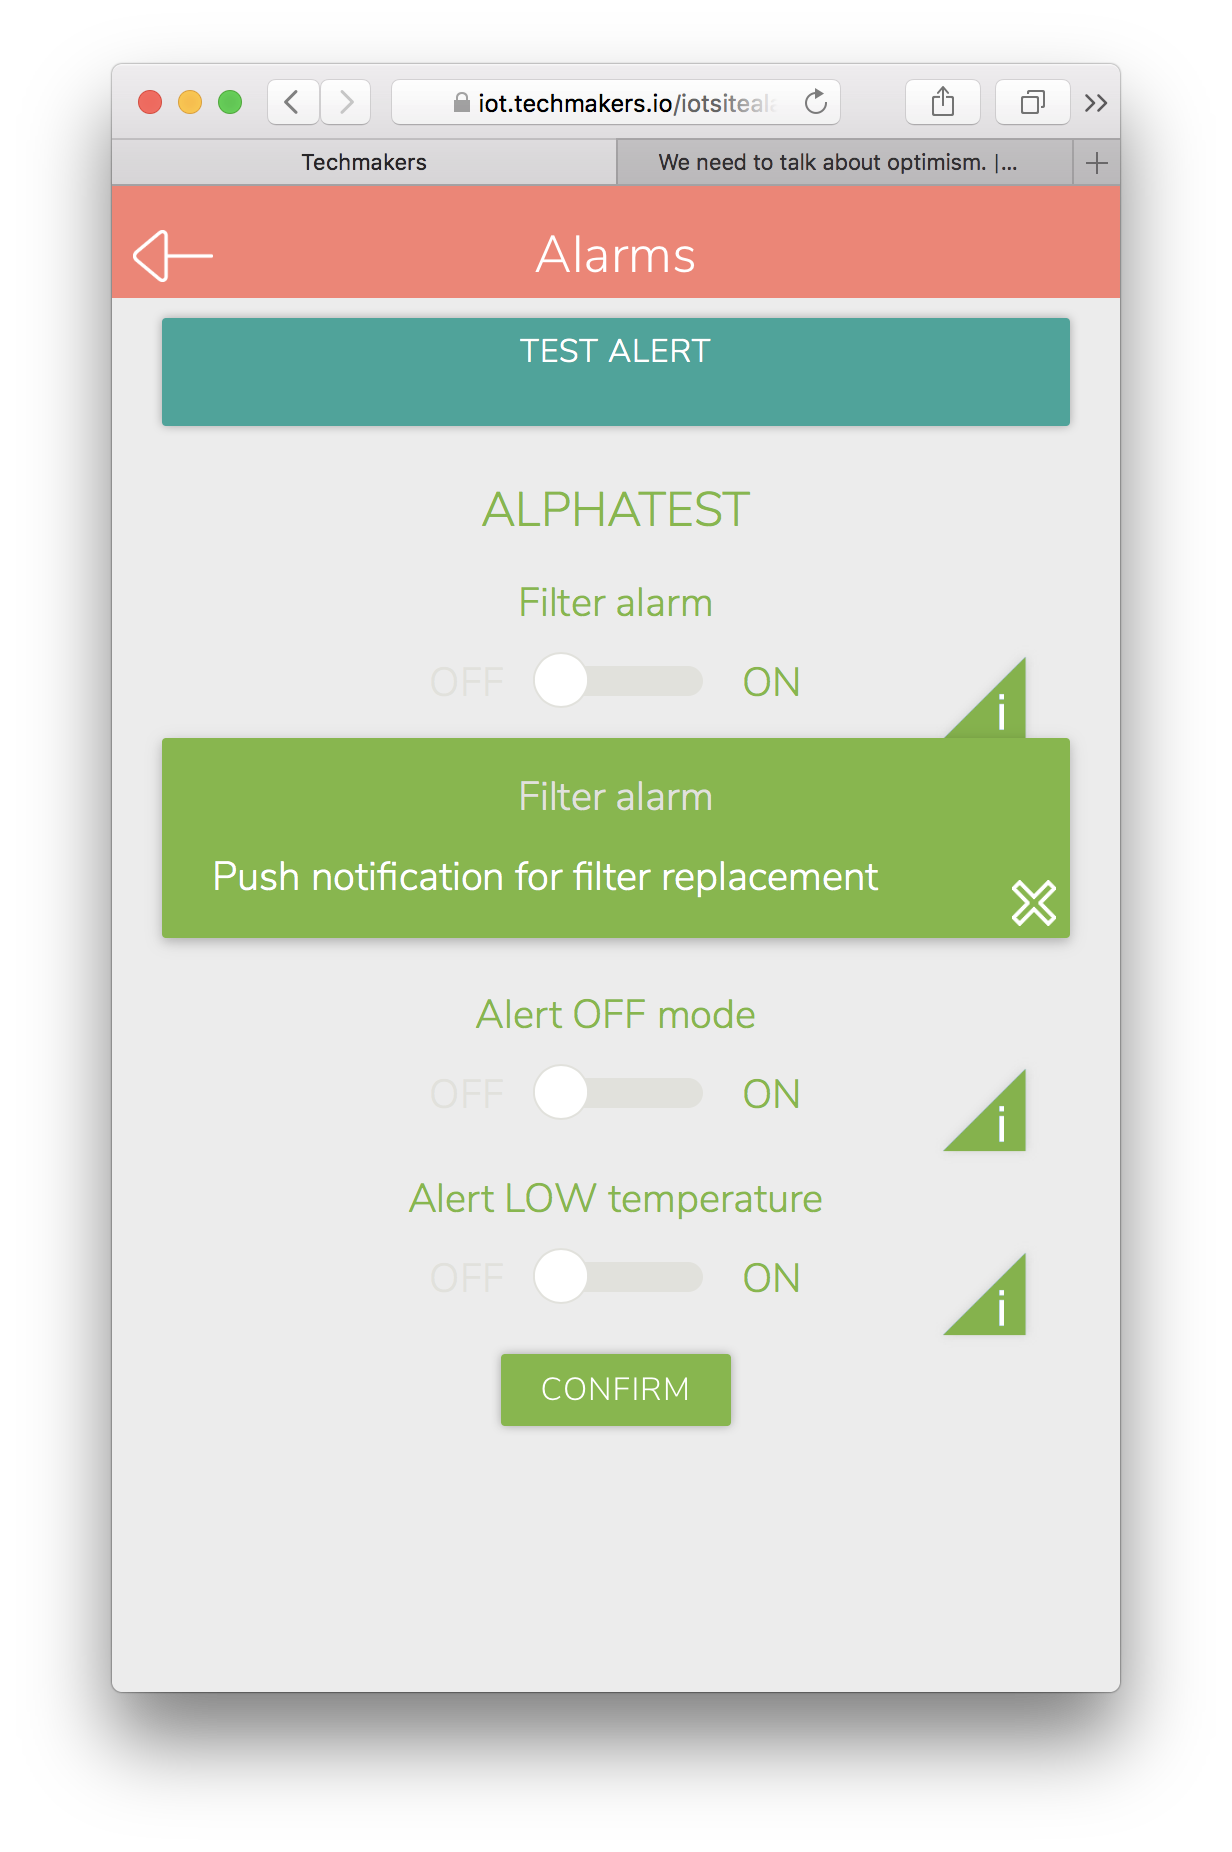 iot.techmakers.io/iotsiteala
Techmakers
We need to talk about optimism. |...
Alarms
TEST ALERT
ALPHATEST
Filter alarm
OFF ON
i
Filter alarm
Push notification for filter replacement
Alert OFF mode
OFF ON
i
Alert LOW temperature
OFF ON
i
CONFIRM